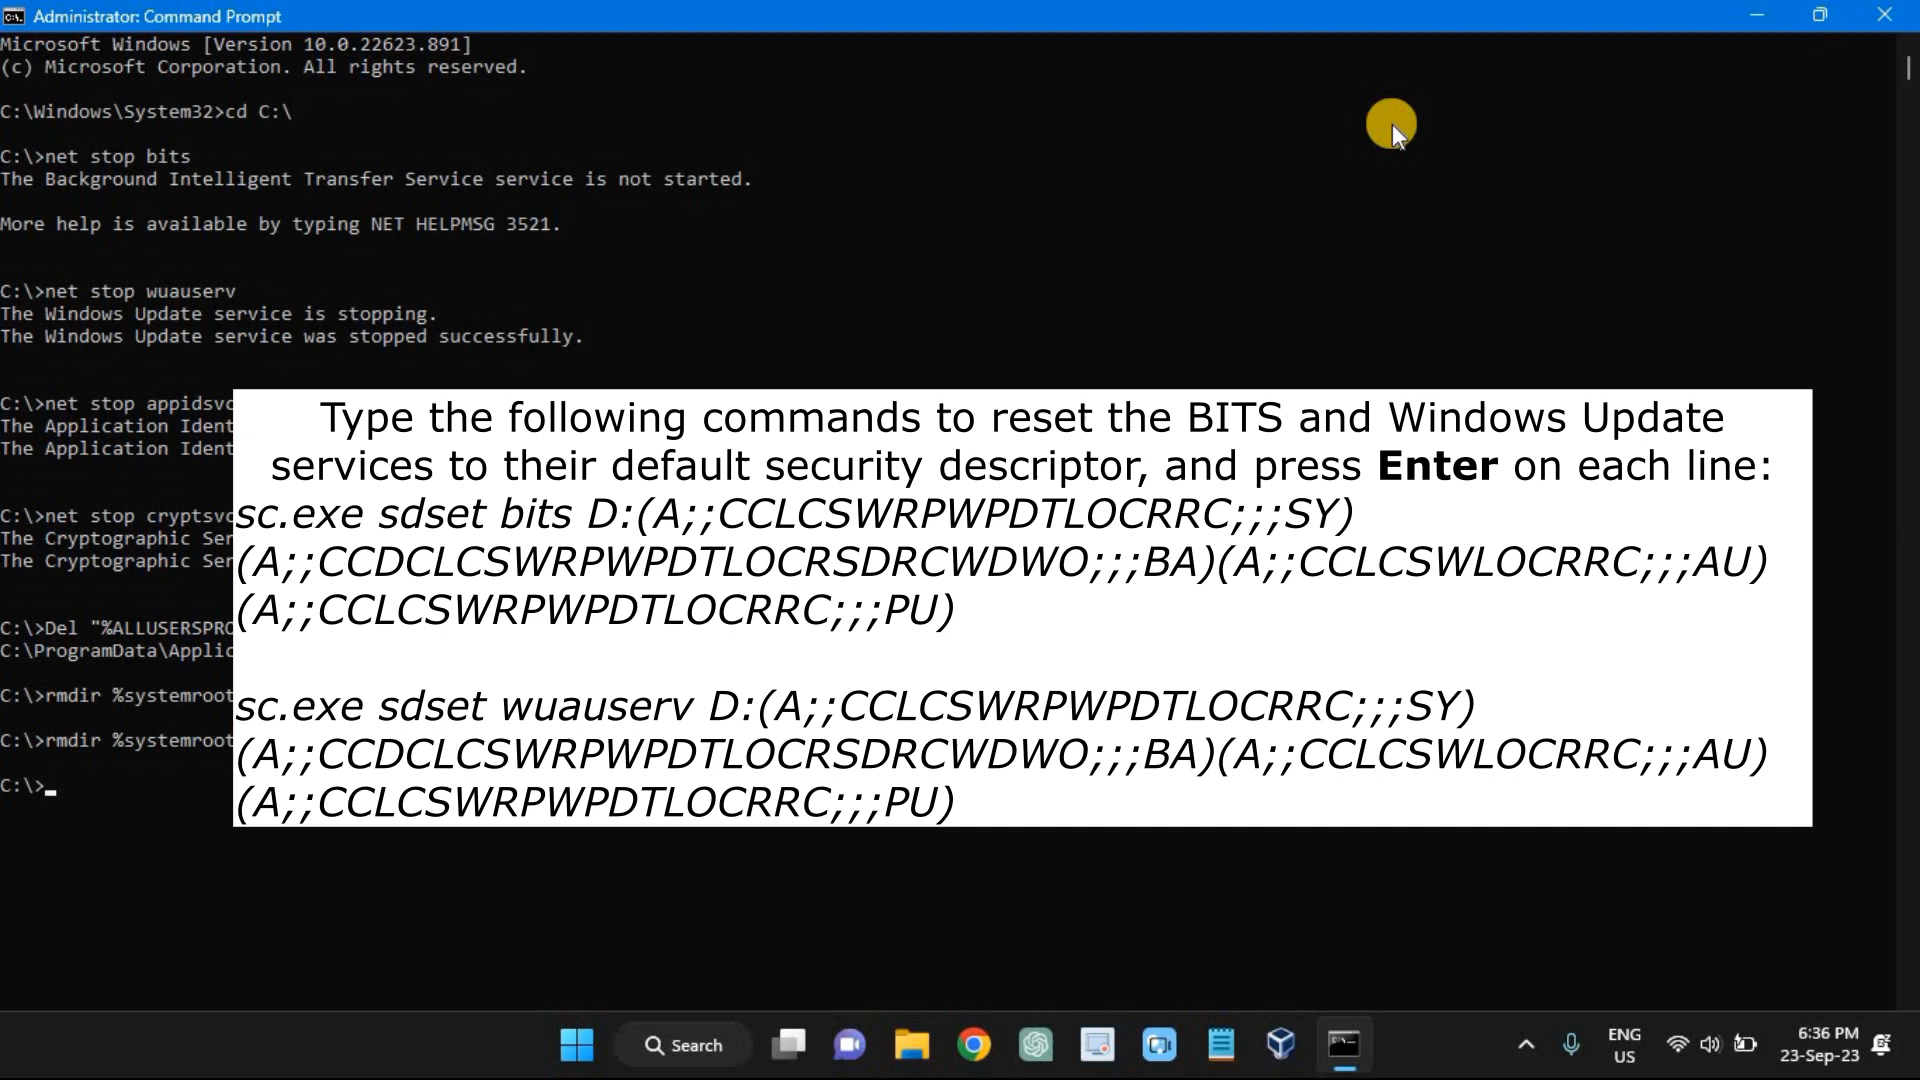 Administrator: Command Prompt
Microsoft Windows [Version 10.0.22623.891]
(c) Microsoft Corporation. All rights reserved.
C:\Windows\System32>cd C:\
C:\>net stop bits
The Background Intelligent Transfer Service service is not started.
More help is available by typing NET HELPMSG 3521.
C:\>net stop wuauserv
The Windows Update service is stopping.
The Windows Update service was stopped successfully.
C:\>net stop appidsvc
The Application Ident
The Application Ident
C:\>net stop cryptsvc
The Cryptographic Ser
The Cryptographic Ser
C:\>Del "%ALLUSERSPRO
C:\ProgramData\Applic
C:\>rmdir %systemroot
C:\>rmdir %systemroot
C:\>
Type the following commands to reset the BITS and Windows Update
services to their default security descriptor, and press Enter on each line:
sc.exe sdset bits D:(A;;CCLCSWRPWPDTLOCRRC;;;SY)
(A;;CCDCLCSWRPWPDTLOCRSDRCWDWO;;;BA)(A;;CCLCSWLOCRRC;;;AU)
(A;;CCLCSWRPWPDTLOCRRC;;;PU)
sc.exe sdset wuauserv D:(A;;CCLCSWRPWPDTLOCRRC;;;SY)
(A;;CCDCLCSWRPWPDTLOCRSDRCWDWO;;;BA)(A;;CCLCSWLOCRRC;;;AU)
(A;;CCLCSWRPWPDTLOCRRC;;;PU)
Search
ENG
US
6:36 PM
23-Sep-23